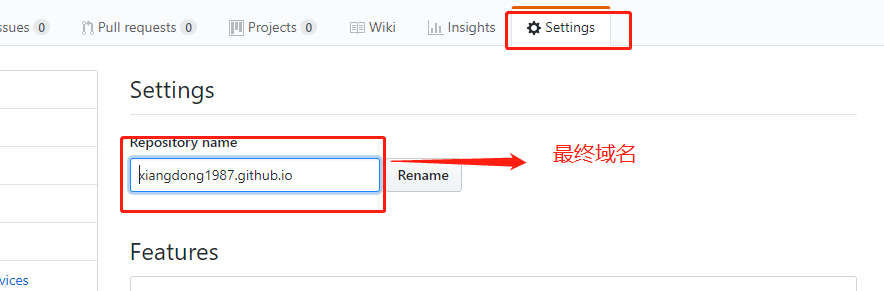 ssues 0 Pull requests 0 Projects 0 Wiki Insights Settings
Settings
Repository name
xiangdong1987.github.io Rename
最终域名
Features
vices